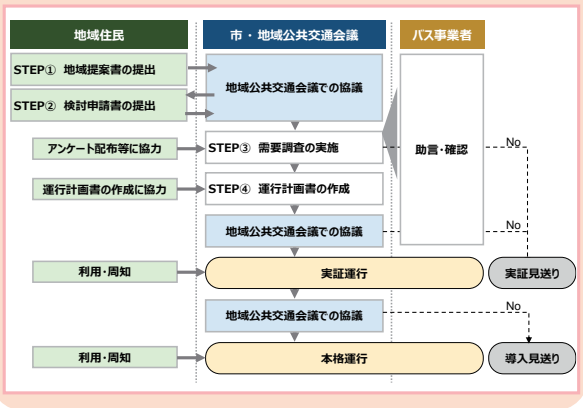 地域住民
市・地域公共交通会議
バス事業者
STEP① 地域提案書の提出
STEP② 検討申請書の提出
地域公共交通会議での協議
アンケート配布等に協力
STEP③ 需要調査の実施
助言・確認
No
運行計画書の作成に協力
STEP④ 運行計画書の作成
地域公共交通会議での協議
No
利用・周知
実証運行
実証見送り
地域公共交通会議での協議
No
利用・周知
本格運行
導入見送り